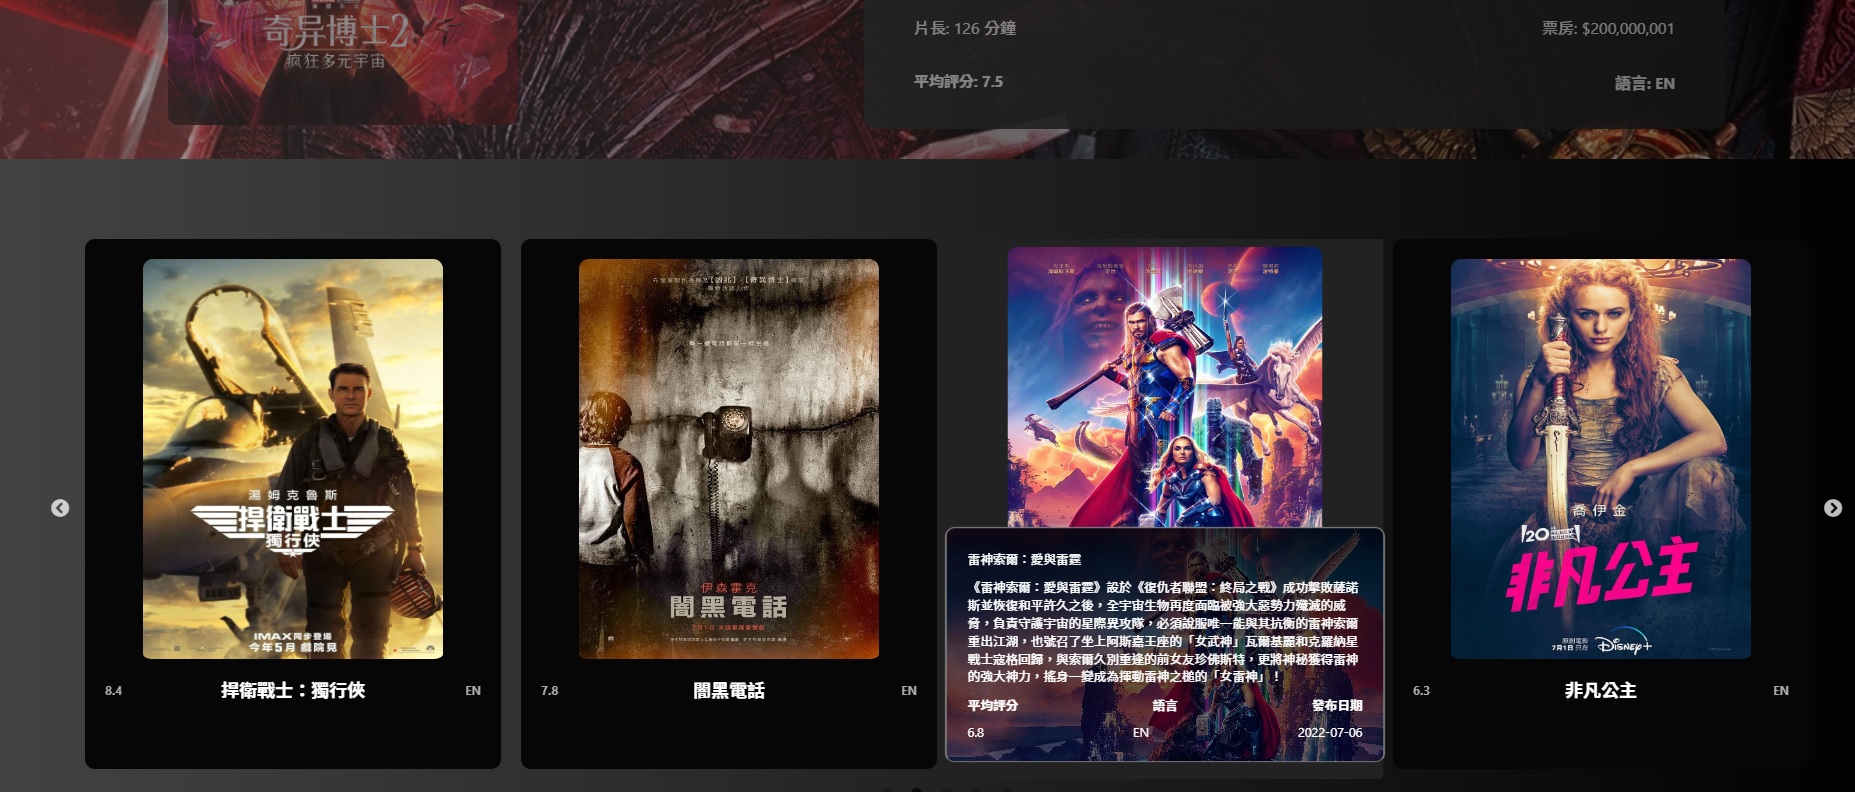 奇异博士2
疯狂多元宇宙
片長: 126 分鐘
票房: $200,000,001
平均評分: 7.5
語言: EN
湯姆克魯斯
捍衛戰士
獨行俠
IMAX同步登場
今年5月 戲院見
8.4
捍衛戰士：獨行俠
EN
伊森霍克
闇黑電話
7.8
闇黑電話
EN
雷神索爾：愛與雷霆
《雷神索爾：愛與雷霆》設於《復仇者聯盟：終局之戰》成功擊敗薩諾
斯並恢復和平許久之後，全宇宙生物再度面臨被強大惡勢力殲滅的威
脅，負責守護宇宙的星際異攻隊，必須說服唯一能與其抗衡的雷神索爾
重出江湖，也號召了坐上阿斯嘉王座的「女武神」瓦爾基麗和克羅納星
戰士寇格回歸，與索爾久別重逢的前女友珍佛斯特，更將神秘獲得雷神
的強大神力，搖身一變成為揮動雷神之槌的「女雷神」！
平均評分
語言
發布日期
6.8
EN
2022-07-06
喬伊金
非凡公主
原創電影
7月1日 只在
Disney+
6.3
非凡公主
EN